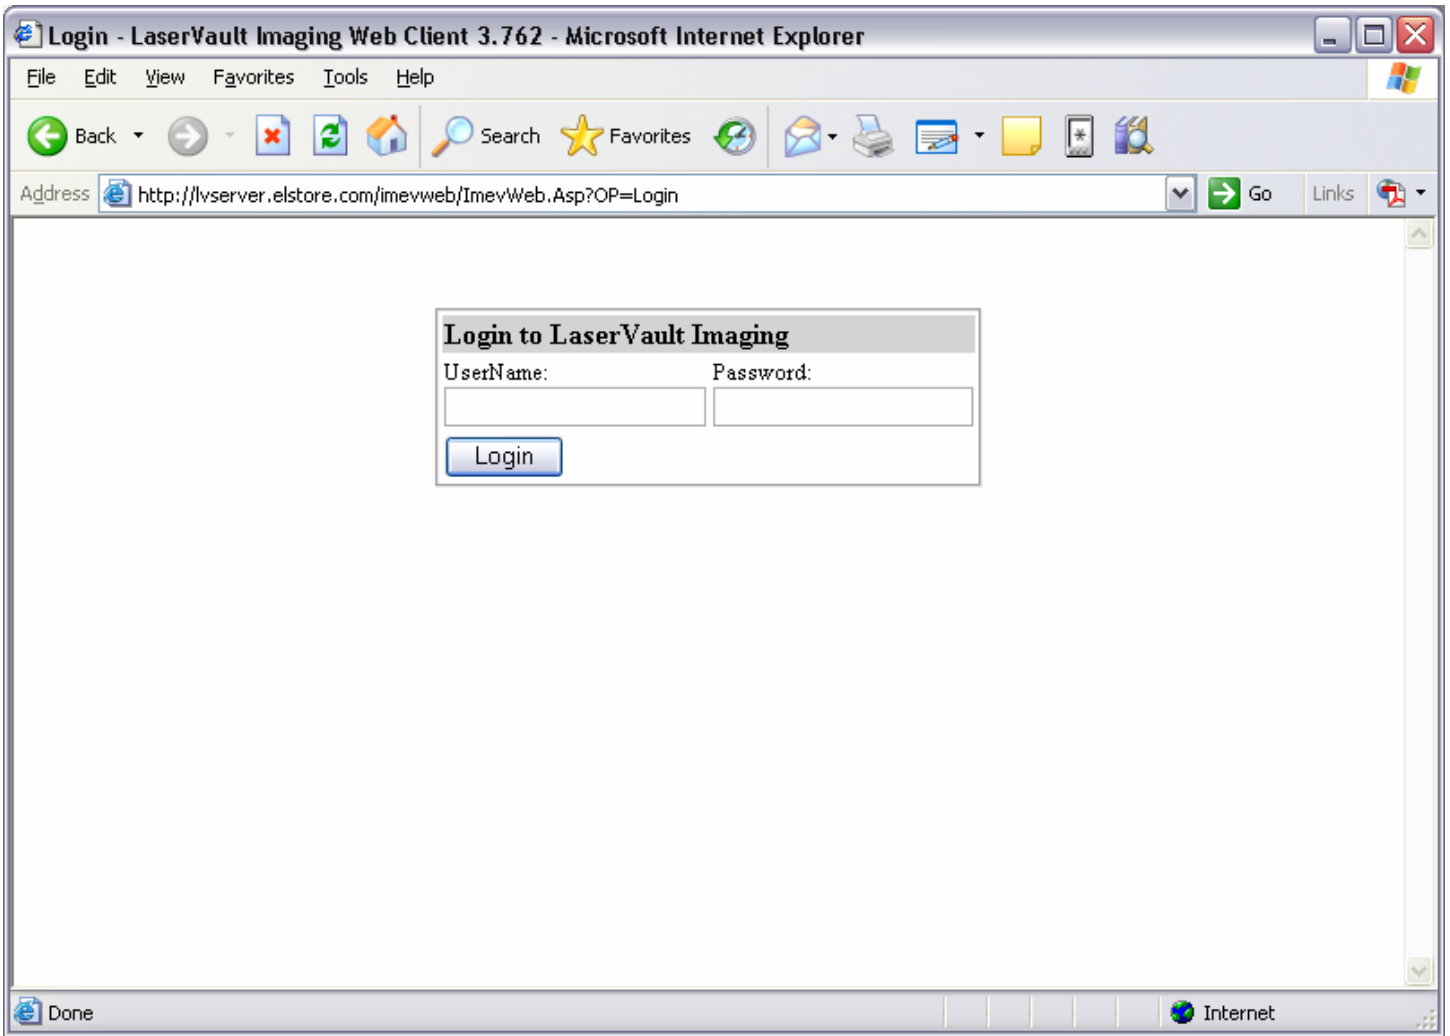 Login - LaserVault Imaging Web Client 3.762 - Microsoft Internet Explorer
File Edit View Favorites Tools Help
Back Search Favorites
Address http://lvserver.elstore.com/imevweb/ImevWeb.Asp?OP=Login Go Links
Login to LaserVault Imaging
UserName: Password:
Login
Done Internet